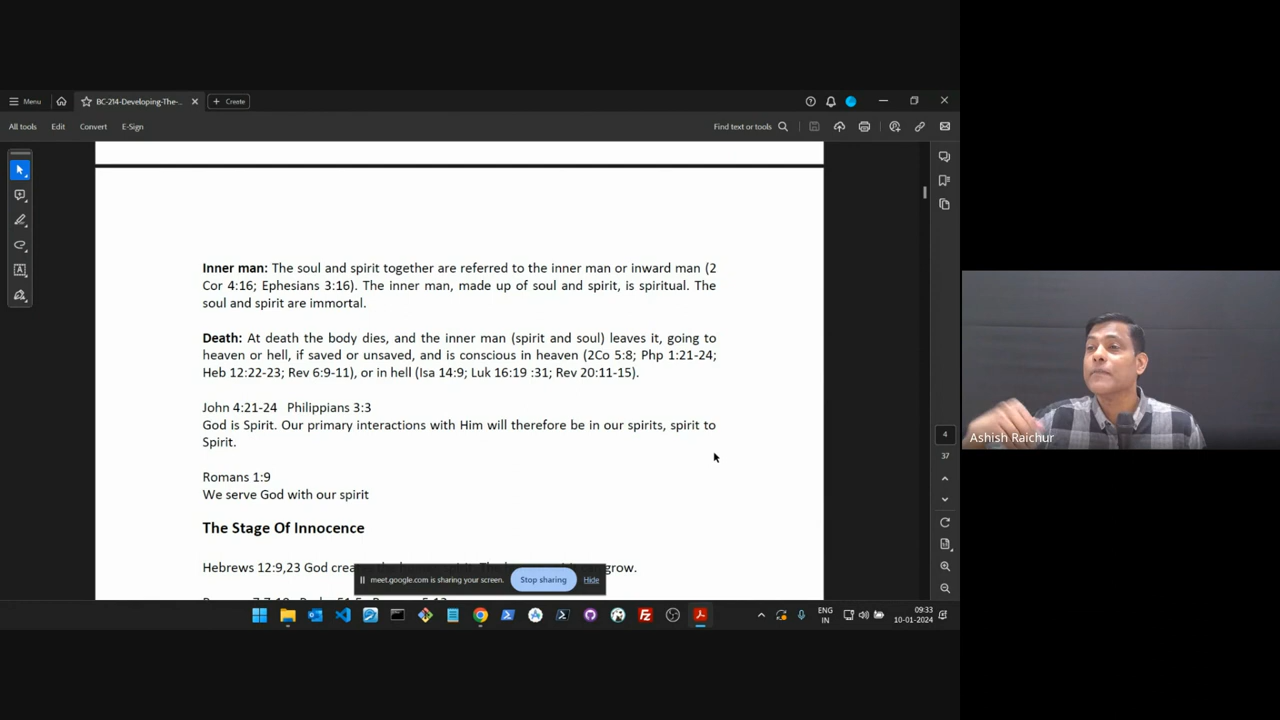 Menu
BC-214-Developing-The-...
Create
All tools
Edit
Convert
E-Sign
Find text or tools
Inner man: The soul and spirit together are referred to the inner man or inward man (2
Cor 4:16; Ephesians 3:16). The inner man, made up of soul and spirit, is spiritual. The
soul and spirit are immortal.
Death: At death the body dies, and the inner man (spirit and soul) leaves it, going to
heaven or hell, if saved or unsaved, and is conscious in heaven (2Co 5:8; Php 1:21-24;
Heb 12:22-23; Rev 6:9-11), or in hell (Isa 14:9; Luk 16:19 :31; Rev 20:11-15).
John 4:21-24 Philippians 3:3
God is Spirit. Our primary interactions with Him will therefore be in our spirits, spirit to
Spirit.
Romans 1:9
We serve God with our spirit
The Stage Of Innocence
Hebrews 12:9,23 God grow.
meet.google.com is sharing your screen.
Stop sharing
Hide
4
37
Ashish Raichur
ENG
IN
09:33
10-01-2024